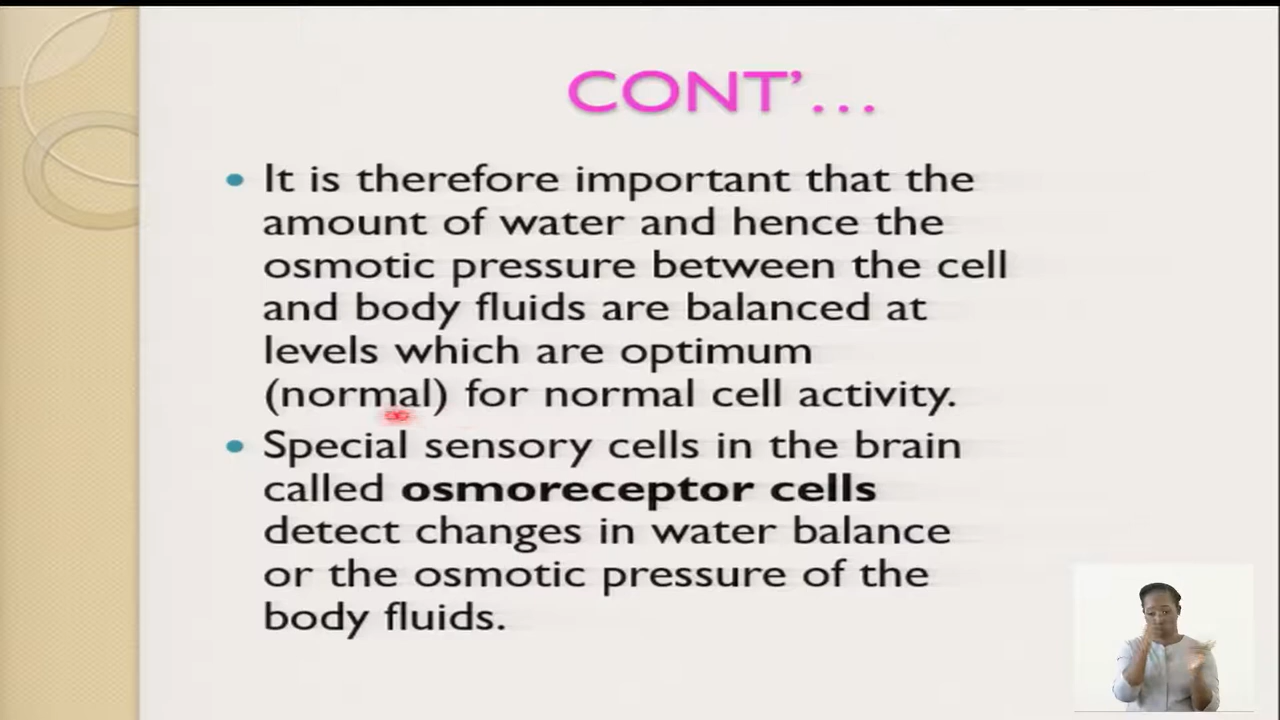 CONT’…
• It is therefore important that the
amount of water and hence the
osmotic pressure between the cell
and body fluids are balanced at
levels which are optimum
(normal) for normal cell activity.
• Special sensory cells in the brain
called osmoreceptor cells
detect changes in water balance
or the osmotic pressure of the
body fluids.